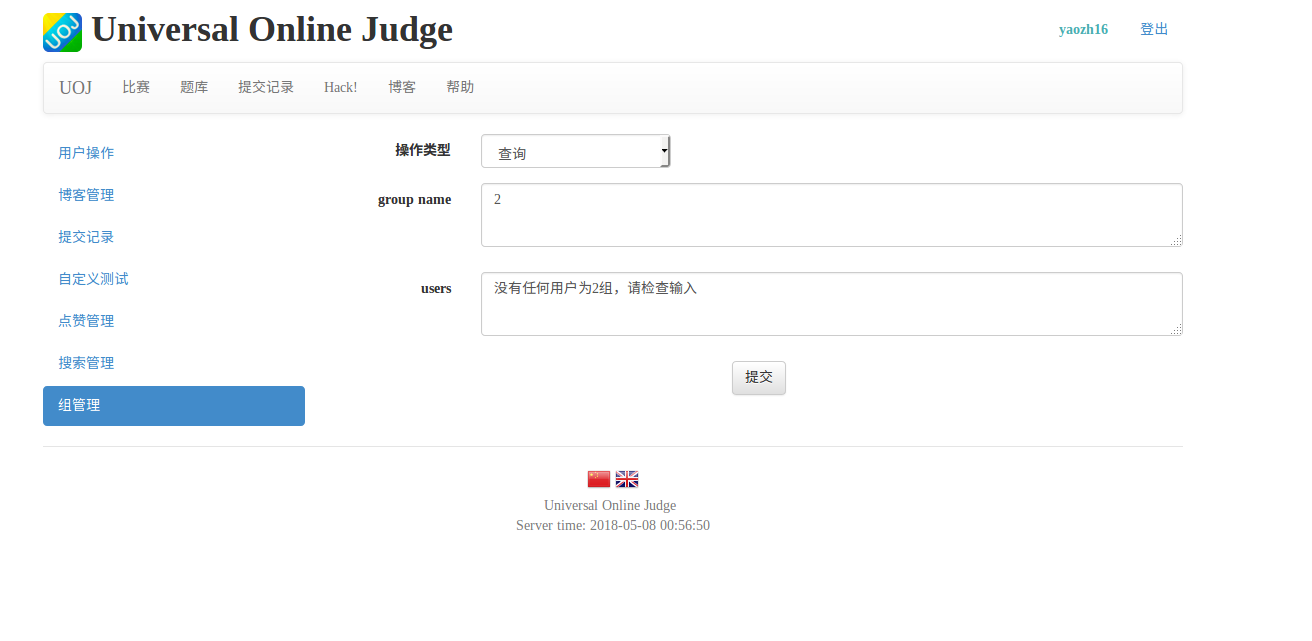 UOJ Universal Online Judge
yaozh16 登出
UOJ 比赛 题库 提交记录 Hack! 博客 帮助
用户操作
博客管理
提交记录
自定义测试
点赞管理
搜索管理
组管理
操作类型 查询
group name 2
users 没有任何用户为2组，请检查输入
提交
Universal Online Judge
Server time: 2018-05-08 00:56:50